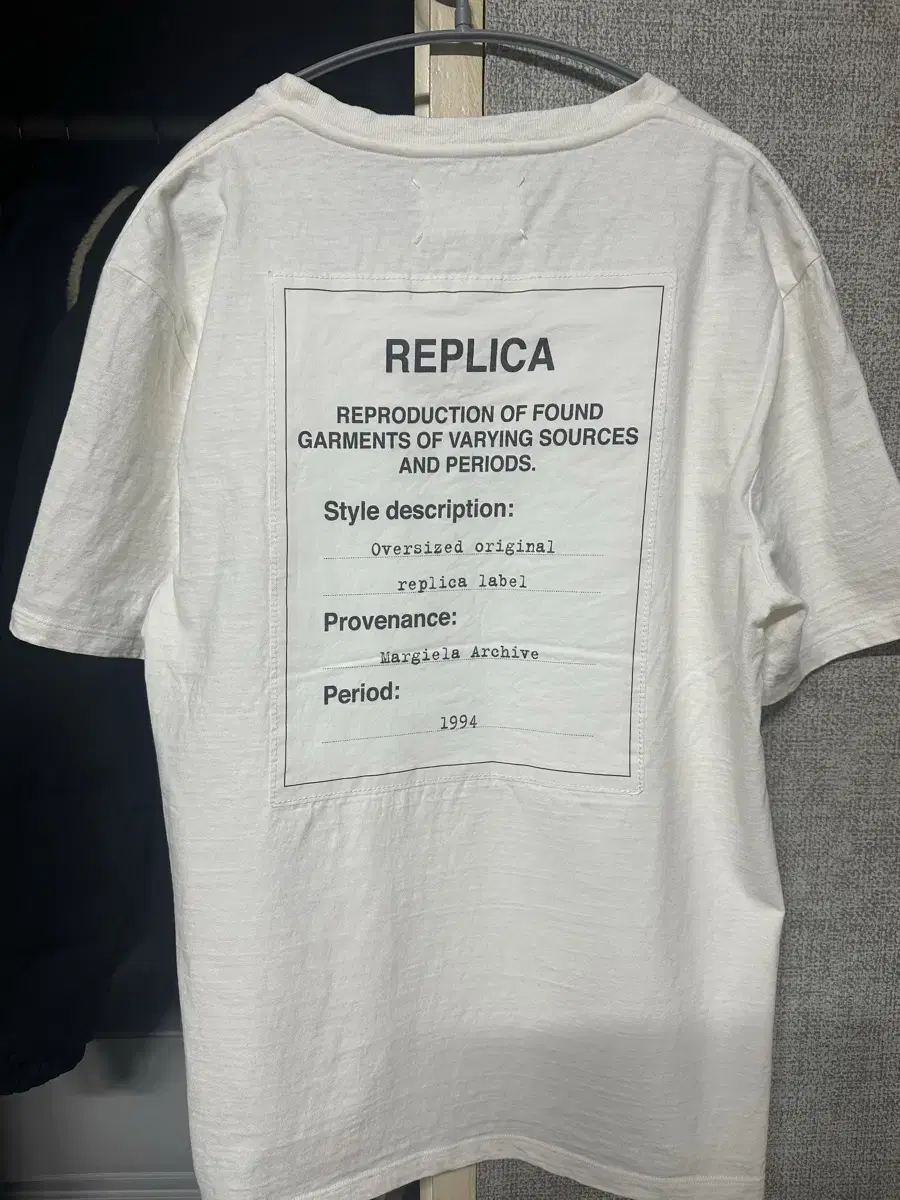 REPLICA
REPRODUCTION OF FOUND
GARMENTS OF VARYING SOURCES
AND PERIODS.
Style description:
Oversized original
replica label
Provenance:
Margiela Archive
Period:
1994